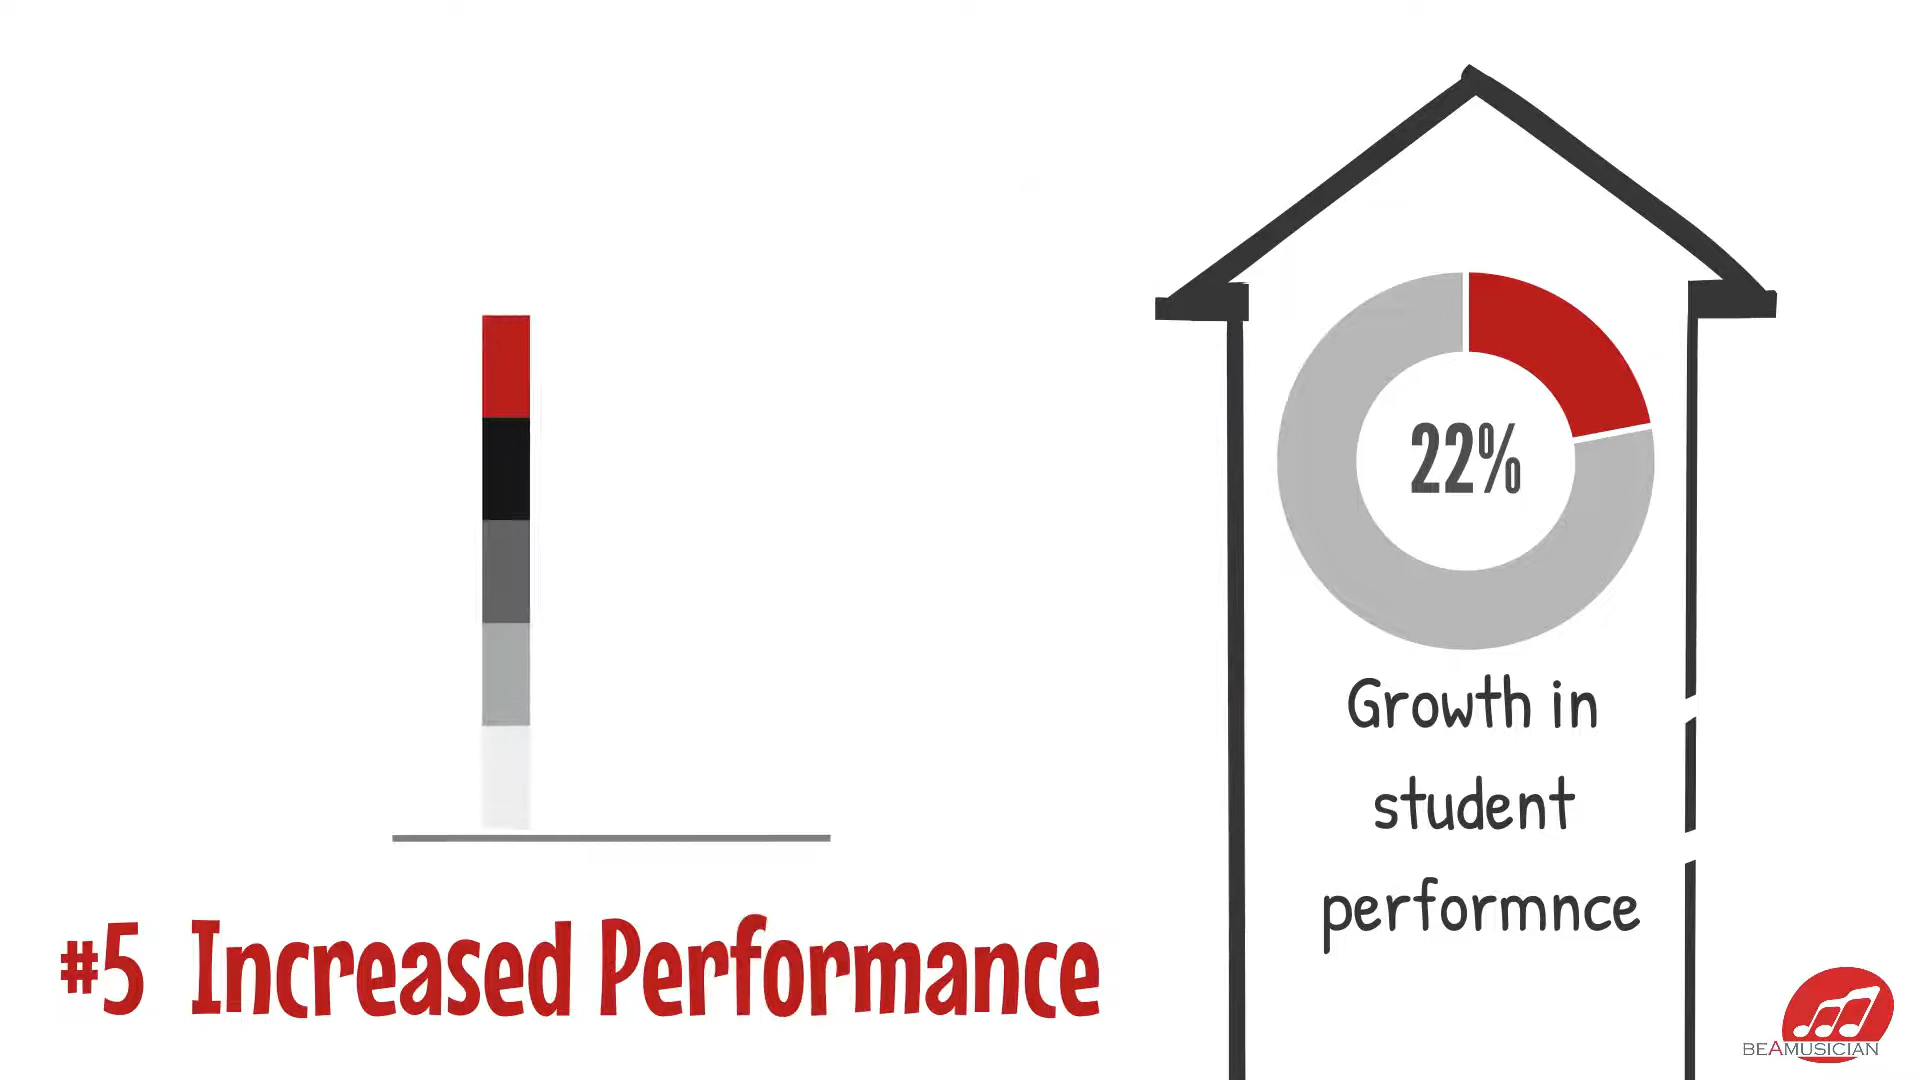 22%
Growth in
student
performnce
#5 Increased Performance
BEAMUSICIAN